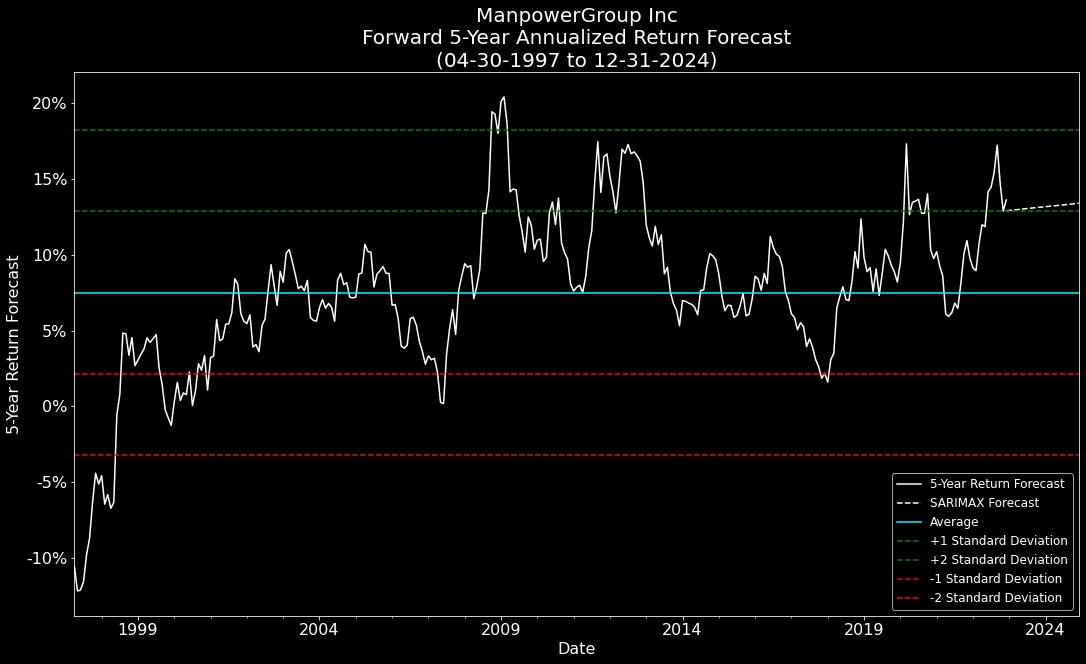 ManpowerGroup Inc
Forward 5-Year Annualized Return Forecast
(04-30-1997 to 12-31-2024)
5-Year Return Forecast
20%
15%
10%
5%
0%
-5%
-10%
5-Year Return Forecast
SARIMAX Forecast
Average
+1 Standard Deviation
+2 Standard Deviation
-1 Standard Deviation
-2 Standard Deviation
1999 2004 2009 2014 2019 2024
Date